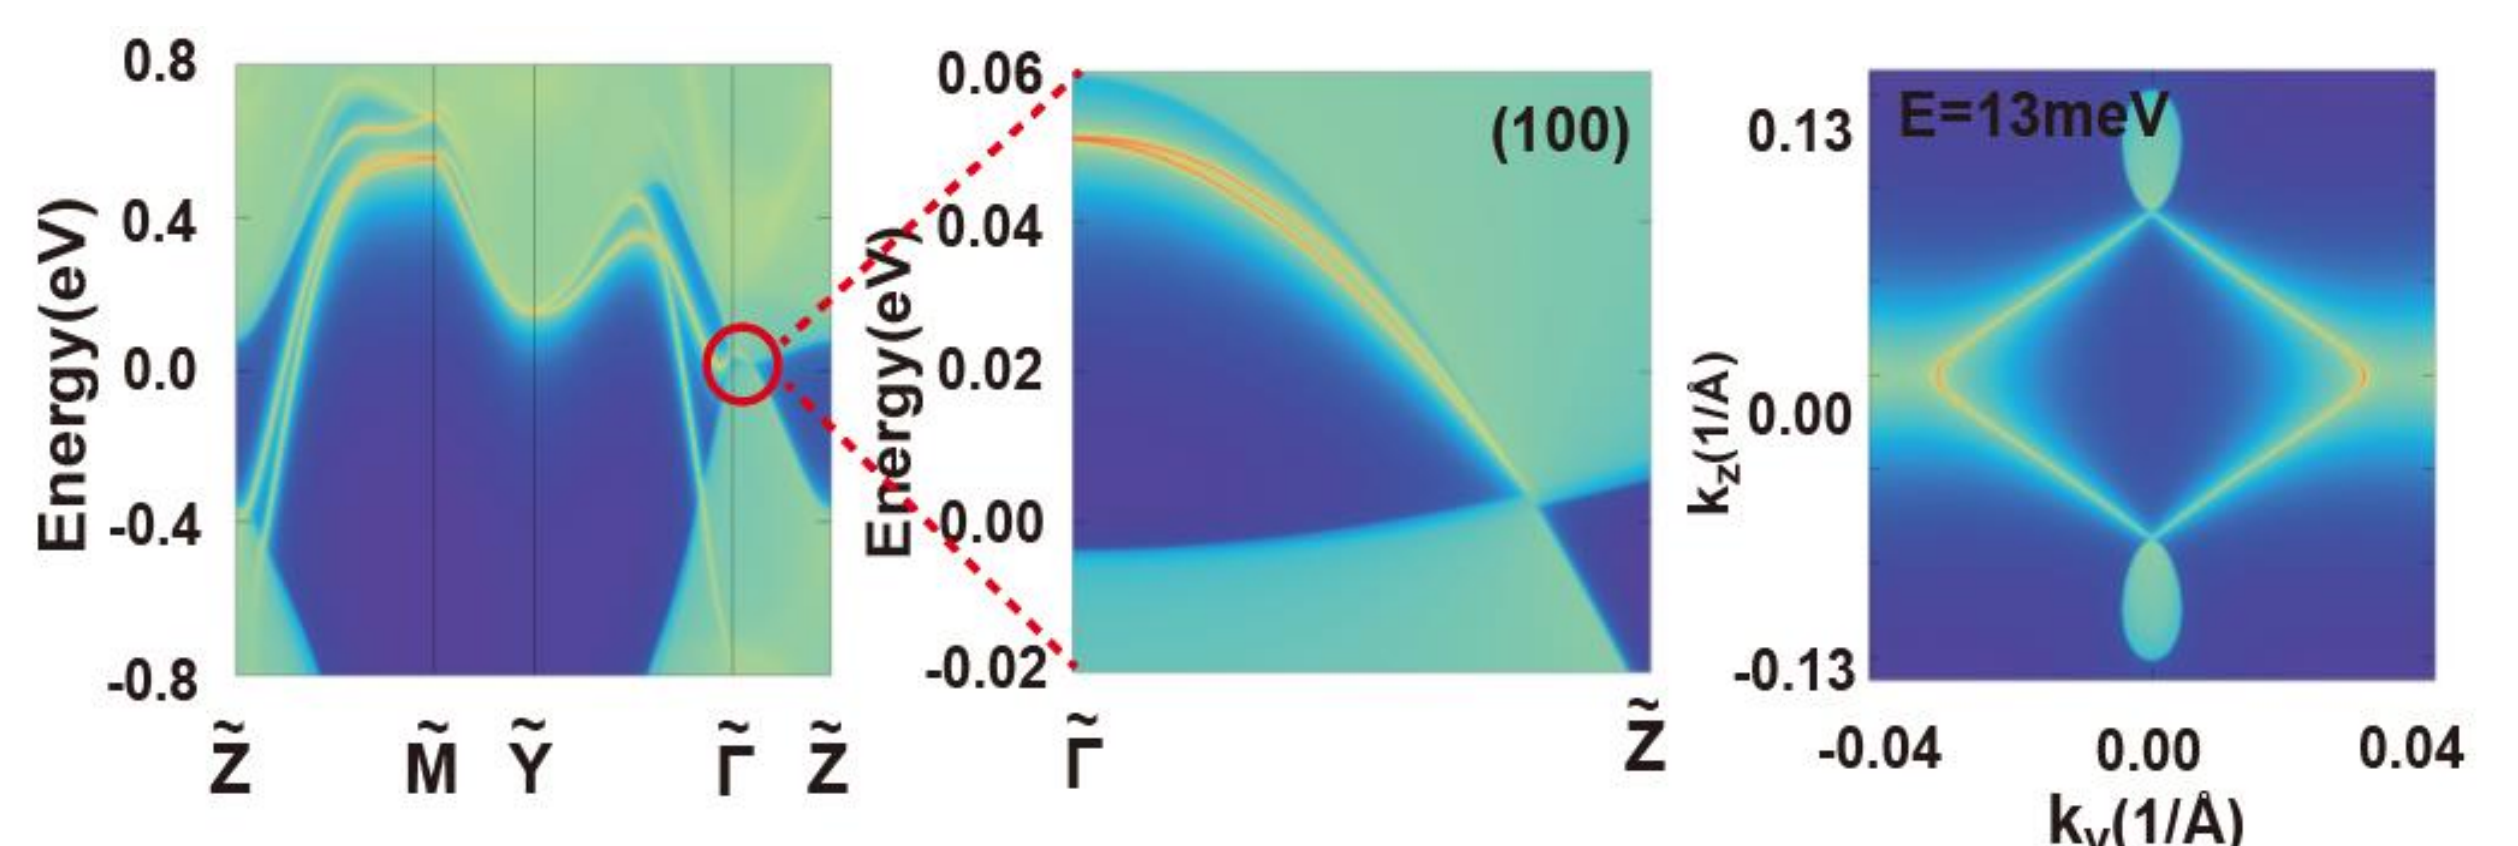 Energy(eV)
0.8
0.4
0.0
-0.4
-0.8
Z̃ M̃ Ỹ Γ̃ Z̃
Energy(eV)
0.06
0.04
0.02
0.00
-0.02
(100)
Γ̃ Z̃
kz(1/Å)
0.13
0.00
-0.13
E=13meV
-0.04 0.00 0.04
ky(1/Å)